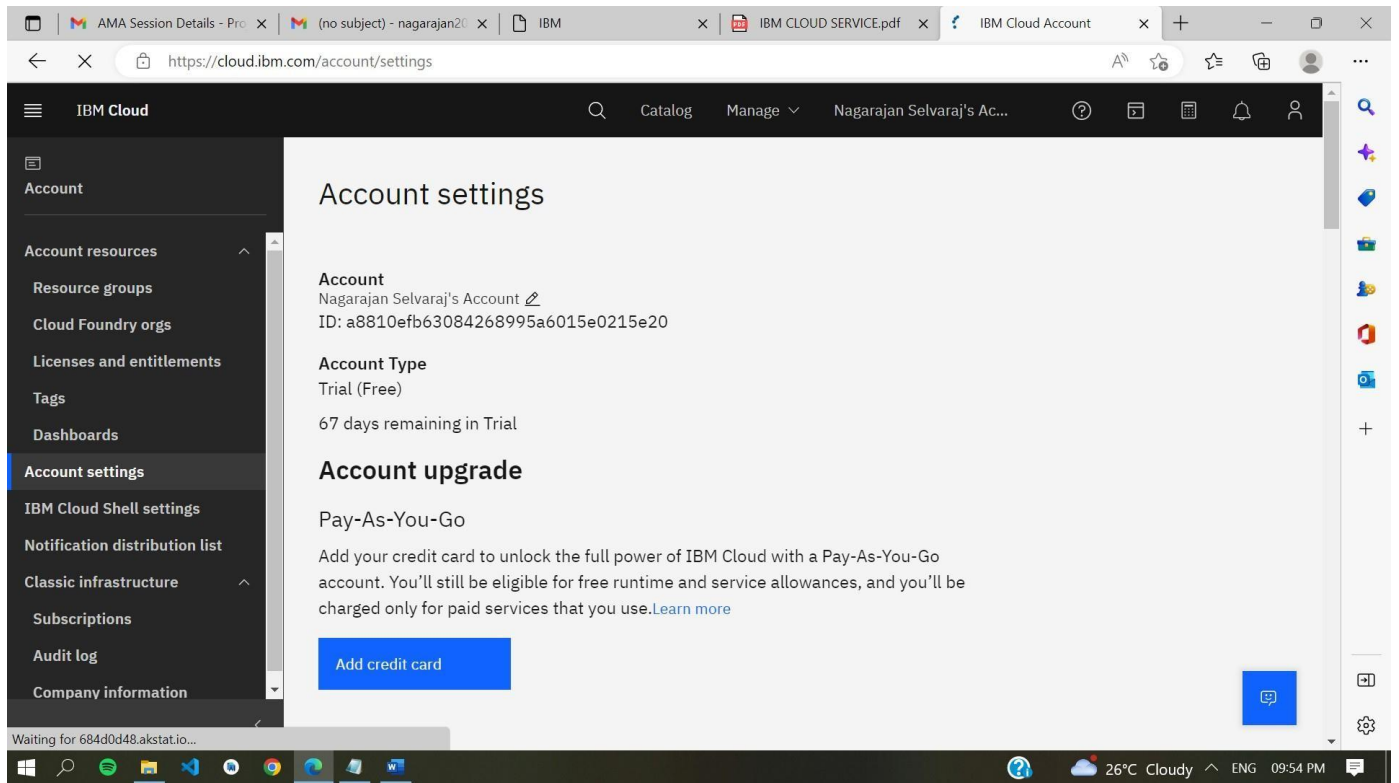 AMA Session Details - Pro
(no subject) - nagarajan20
IBM
IBM CLOUD SERVICE.pdf
IBM Cloud Account
https://cloud.ibm.com/account/settings
IBM Cloud
Catalog
Manage
Nagarajan Selvaraj's Ac...
Account
Account resources
Resource groups
Cloud Foundry orgs
Licenses and entitlements
Tags
Dashboards
Account settings
IBM Cloud Shell settings
Notification distribution list
Classic infrastructure
Subscriptions
Audit log
Company information
Account settings
Account
Nagarajan Selvaraj's Account
ID: a8810efb63084268995a6015e0215e20
Account Type
Trial (Free)
67 days remaining in Trial
Account upgrade
Pay-As-You-Go
Add your credit card to unlock the full power of IBM Cloud with a Pay-As-You-Go
account. You’ll still be eligible for free runtime and service allowances, and you’ll be
charged only for paid services that you use.Learn more
Add credit card
Waiting for 684d0d48.akstat.io...
26°C Cloudy
ENG
09:54 PM